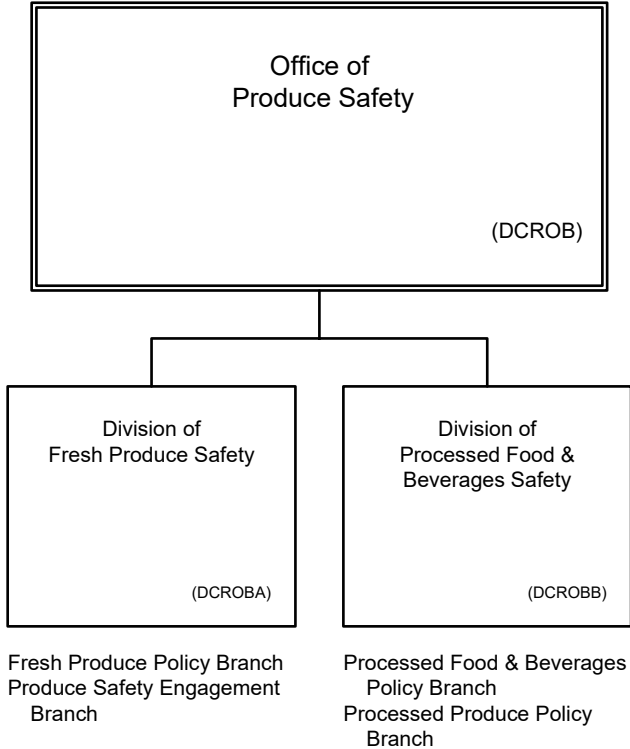 Office of
Produce Safety
(DCROB)
Division of
Fresh Produce Safety
(DCROBA)
Division of
Processed Food &
Beverages Safety
(DCROBB)
Fresh Produce Policy Branch
Produce Safety Engagement
Branch
Processed Food & Beverages
Policy Branch
Processed Produce Policy
Branch